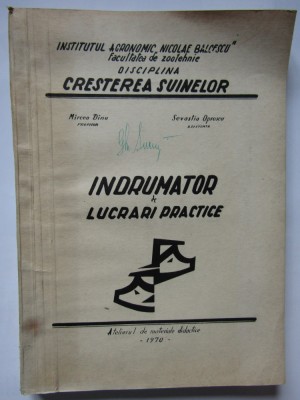 INSTITUTUL AGRONOMIC „NICOLAE BALCESCU"
facultatea de zootehnie
DISCIPLINA
CRESTEREA SUINELOR
Mircea Dinu
Sevastia Oprescu
INDRUMATOR
LUCRARI PRACTICE
Atelierul de materiale didactice
- 1970 -